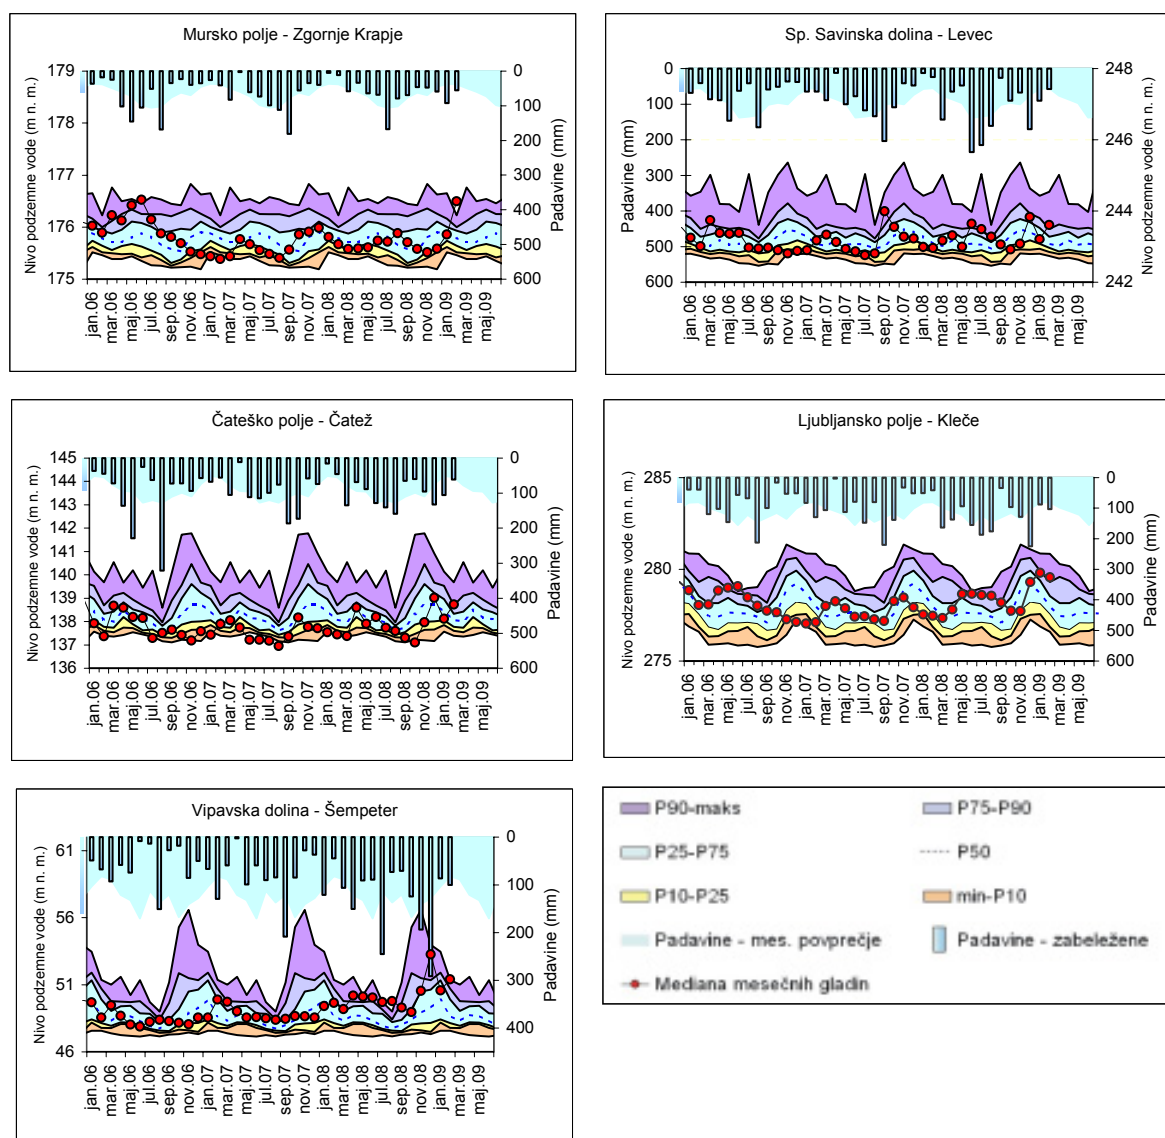 Mursko polje - Zgornje Krapje
Nivo podzemne vode (m n. m.)
179
178
177
176
175
0
100
200
300
400
500
600
Padavine (mm)
jan.06
mar.06
maj.06
jul.06
sep.06
nov.06
jan.07
mar.07
maj.07
jul.07
sep.07
nov.07
jan.08
mar.08
maj.08
jul.08
sep.08
nov.08
jan.09
mar.09
maj.09
Sp. Savinska dolina - Levec
Padavine (mm)
0
100
200
300
400
500
600
248
246
244
242
Nivo podzemne vode (m n. m.)
jan.06
mar.06
maj.06
jul.06
sep.06
nov.06
jan.07
mar.07
maj.07
jul.07
sep.07
nov.07
jan.08
mar.08
maj.08
jul.08
sep.08
nov.08
jan.09
mar.09
maj.09
Čateško polje - Čatež
Nivo podzemne vode (m n. m.)
145
144
143
142
141
140
139
138
137
136
0
100
200
300
400
500
600
Padavine (mm)
jan.06
mar.06
maj.06
jul.06
sep.06
nov.06
jan.07
mar.07
maj.07
jul.07
sep.07
nov.07
jan.08
mar.08
maj.08
jul.08
sep.08
nov.08
jan.09
mar.09
maj.09
Ljubljansko polje - Kleče
Nivo podzemne vode (m n. m.)
285
280
275
0
100
200
300
400
500
600
Padavine (mm)
jan.06
mar.06
maj.06
jul.06
sep.06
nov.06
jan.07
mar.07
maj.07
jul.07
sep.07
nov.07
jan.08
mar.08
maj.08
jul.08
sep.08
nov.08
jan.09
mar.09
maj.09
Vipavska dolina - Šempeter
Nivo podzemne vode (m n. m.)
61
56
51
46
0
100
200
300
400
Padavine (mm)
jan.06
mar.06
maj.06
jul.06
sep.06
nov.06
jan.07
mar.07
maj.07
jul.07
sep.07
nov.07
jan.08
mar.08
maj.08
jul.08
sep.08
nov.08
jan.09
mar.09
maj.09
P90-maks
P75-P90
P25-P75
P50
P10-P25
min-P10
Padavine - mes. povprečje
Padavine - zabeležene
Mediana mesečnih gladin